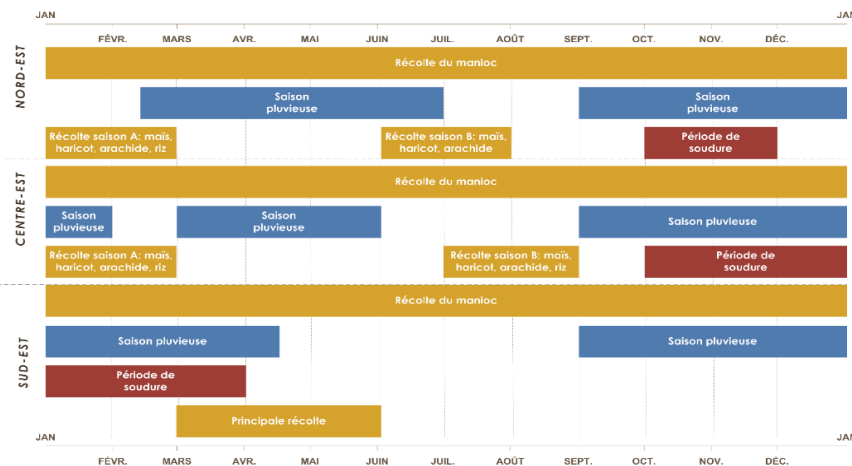 JAN
JAN
FÉVR. MARS AVR. MAI JUIN JUIL. AOÛT SEPT. OCT. NOV. DÉC.
NORD-EST
Récolte du manioc
Saison
pluvieuse
Saison
pluvieuse
Récolte saison A: maïs,
haricot, arachide, riz
Récolte saison B: maïs,
haricot, arachide
Période de
soudure
CENTRE-EST
Récolte du manioc
Saison
pluvieuse
Saison
pluvieuse
Saison pluvieuse
Récolte saison A: maïs,
haricot, arachide, riz
Récolte saison B: maïs,
haricot, arachide, riz
Période de
soudure
SUD-EST
Récolte du manioc
Saison pluvieuse
Saison pluvieuse
Période de
soudure
Principale récolte
JAN
JAN
FÉVR. MARS AVR. MAI JUIN JUIL. AOÛT SEPT. OCT. NOV. DÉC.